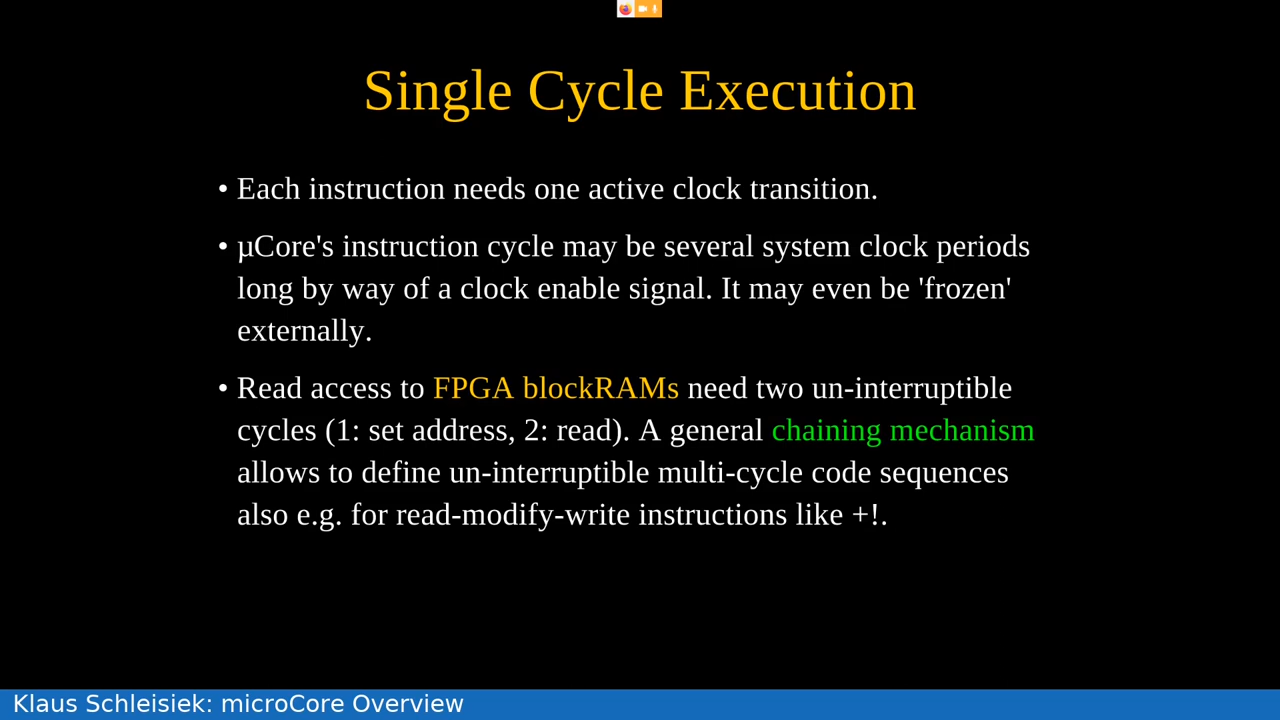 Single Cycle Execution
• Each instruction needs one active clock transition.
• µCore's instruction cycle may be several system clock periods
long by way of a clock enable signal. It may even be 'frozen'
externally.
• Read access to FPGA blockRAMs need two un-interruptible
cycles (1: set address, 2: read). A general chaining mechanism
allows to define un-interruptible multi-cycle code sequences
also e.g. for read-modify-write instructions like +!.
Klaus Schleisiek: microCore Overview